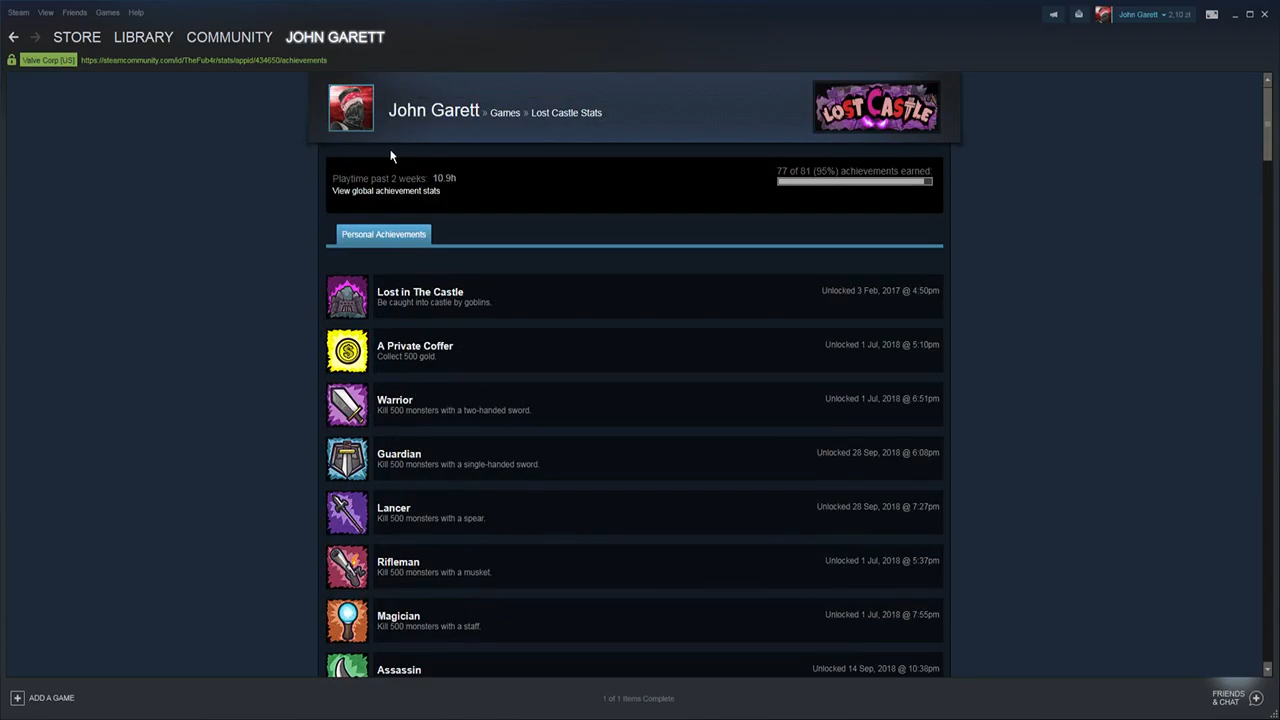 Steam View Friends Games Help
John Garett 2,10 zł
STORE LIBRARY COMMUNITY JOHN GARETT
Valve Corp [US] https://steamcommunity.com/id/TheFub4r/stats/appid/434650/achievements
John Garett » Games » Lost Castle Stats
LOST CASTLE
Playtime past 2 weeks: 10.9h
77 of 81 (95%) achievements earned:
View global achievement stats
Personal Achievements
Lost in The Castle
Be caught into castle by goblins.
Unlocked 3 Feb, 2017 @ 4:50pm
A Private Coffer
Collect 500 gold.
Unlocked 1 Jul, 2018 @ 5:10pm
Warrior
Kill 500 monsters with a two-handed sword.
Unlocked 1 Jul, 2018 @ 6:51pm
Guardian
Kill 500 monsters with a single-handed sword.
Unlocked 28 Sep, 2018 @ 6:08pm
Lancer
Kill 500 monsters with a spear.
Unlocked 28 Sep, 2018 @ 7:27pm
Rifleman
Kill 500 monsters with a musket.
Unlocked 1 Jul, 2018 @ 5:37pm
Magician
Kill 500 monsters with a staff.
Unlocked 1 Jul, 2018 @ 7:55pm
Assassin
Unlocked 14 Sep, 2018 @ 10:38pm
ADD A GAME
1 of 1 Items Complete
FRIENDS
& CHAT